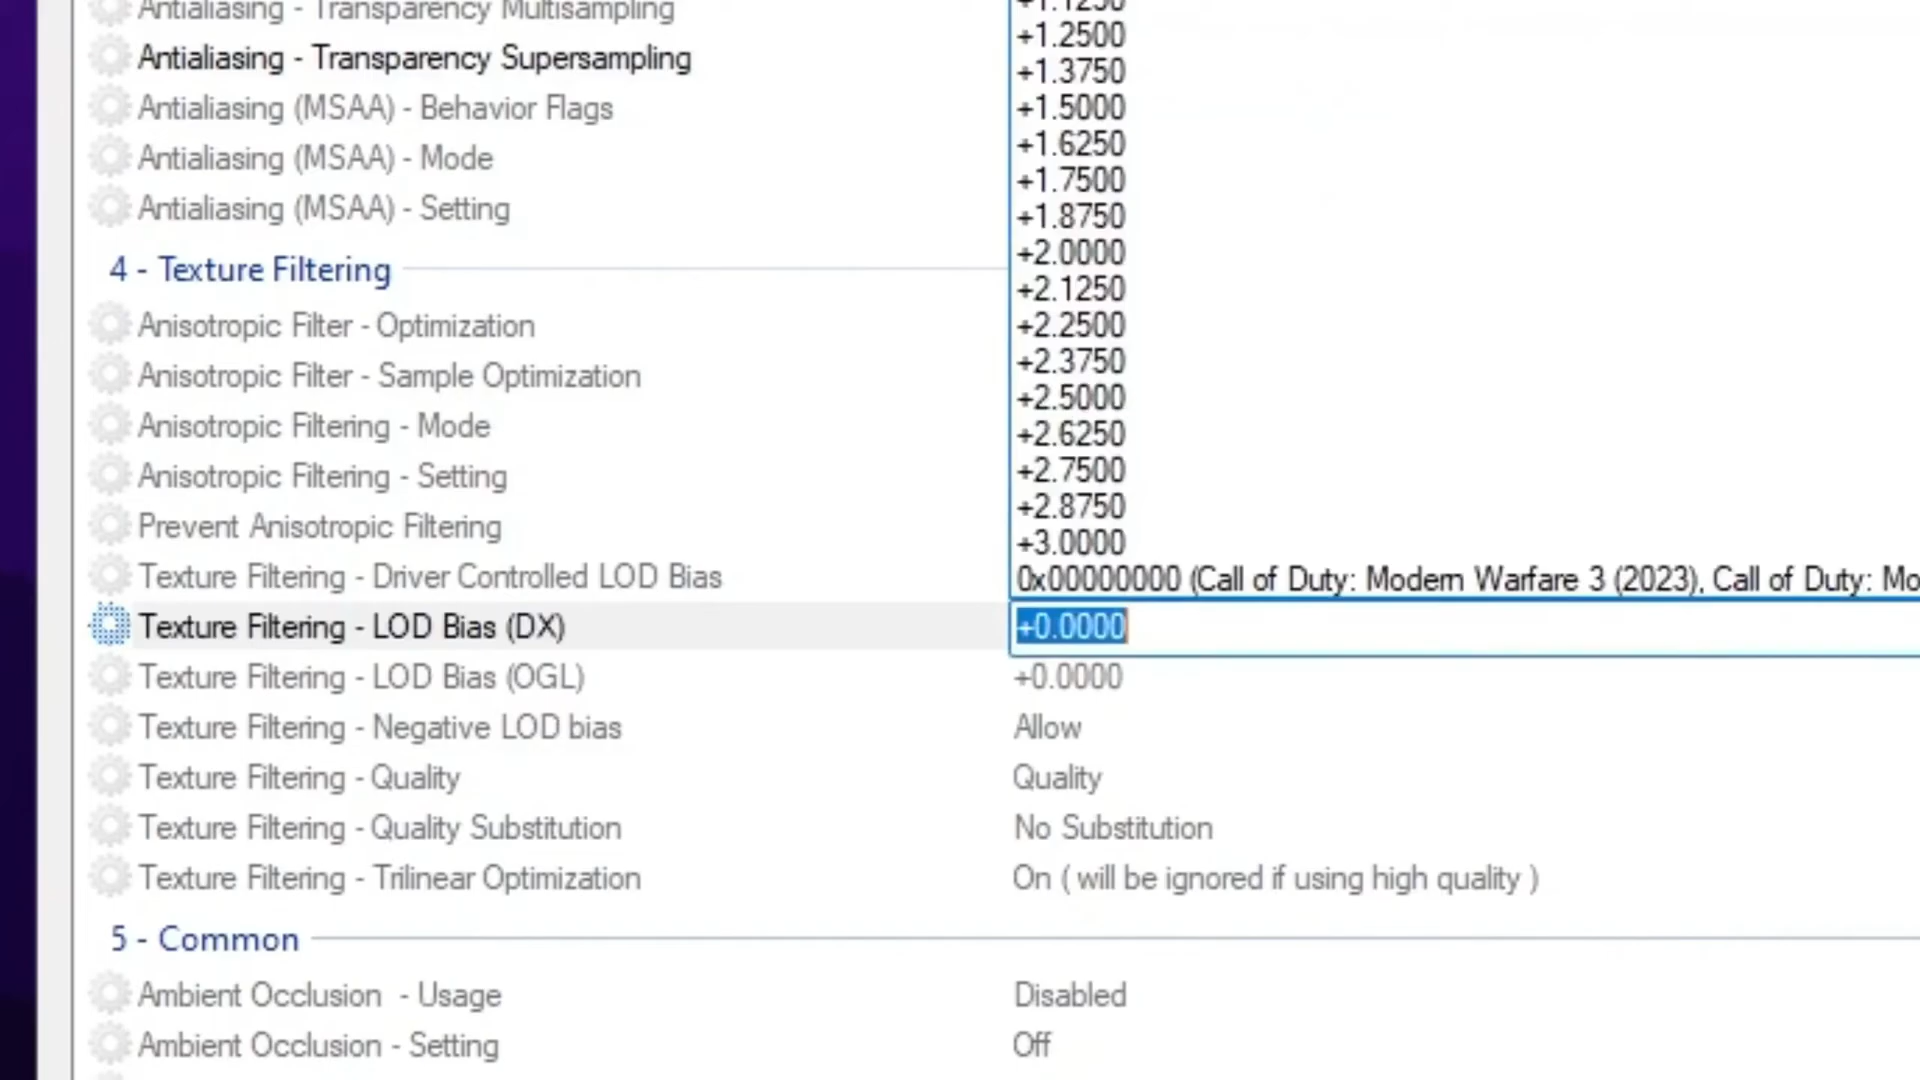 Antialiasing - Transparency Multisampling
+1.1250
+1.2500
Antialiasing - Transparency Supersampling
+1.3750
Antialiasing (MSAA) - Behavior Flags
+1.5000
+1.6250
Antialiasing (MSAA) - Mode
+1.7500
Antialiasing (MSAA) - Setting
+1.8750
+2.0000
4 - Texture Filtering
+2.1250
Anisotropic Filter - Optimization
+2.2500
+2.3750
Anisotropic Filter - Sample Optimization
+2.5000
Anisotropic Filtering - Mode
+2.6250
Anisotropic Filtering - Setting
+2.7500
+2.8750
Prevent Anisotropic Filtering
+3.0000
Texture Filtering - Driver Controlled LOD Bias
0x00000000 (Call of Duty: Modern Warfare 3 (2023), Call of Duty: Mo
Texture Filtering - LOD Bias (DX) +0.0000
Texture Filtering - LOD Bias (OGL) +0.0000
Texture Filtering - Negative LOD bias Allow
Texture Filtering - Quality Quality
Texture Filtering - Quality Substitution No Substitution
Texture Filtering - Trilinear Optimization On ( will be ignored if using high quality )
5 - Common
Ambient Occlusion - Usage Disabled
Ambient Occlusion - Setting Off